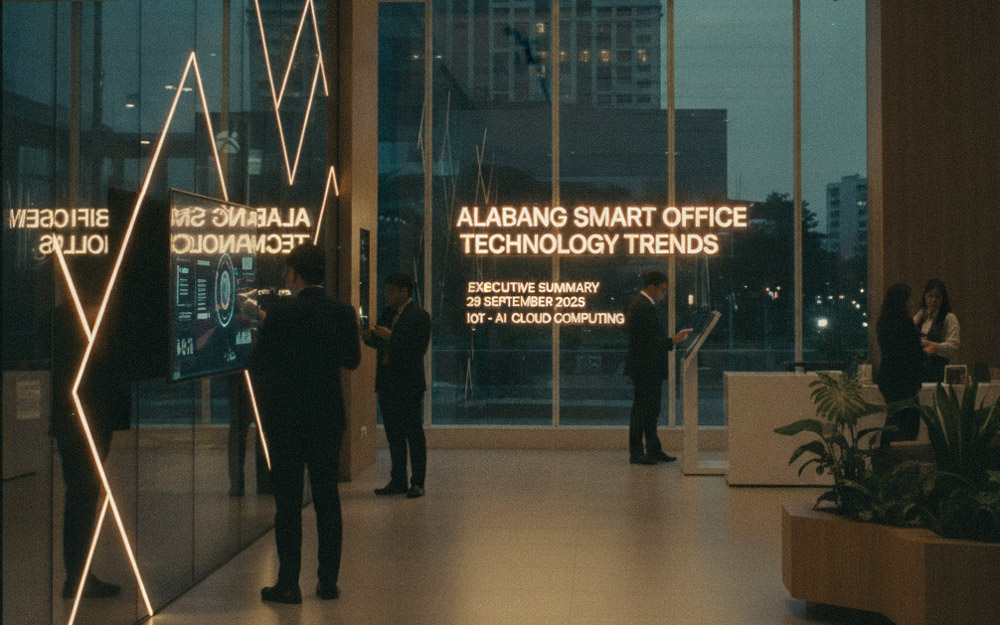 ALABANG SMART OFFICE
TECHNOLOGY TRENDS
EXECUTIVE SUMMARY
29 SEPTEMBER 2025
IOT - AI CLOUD COMPUTING